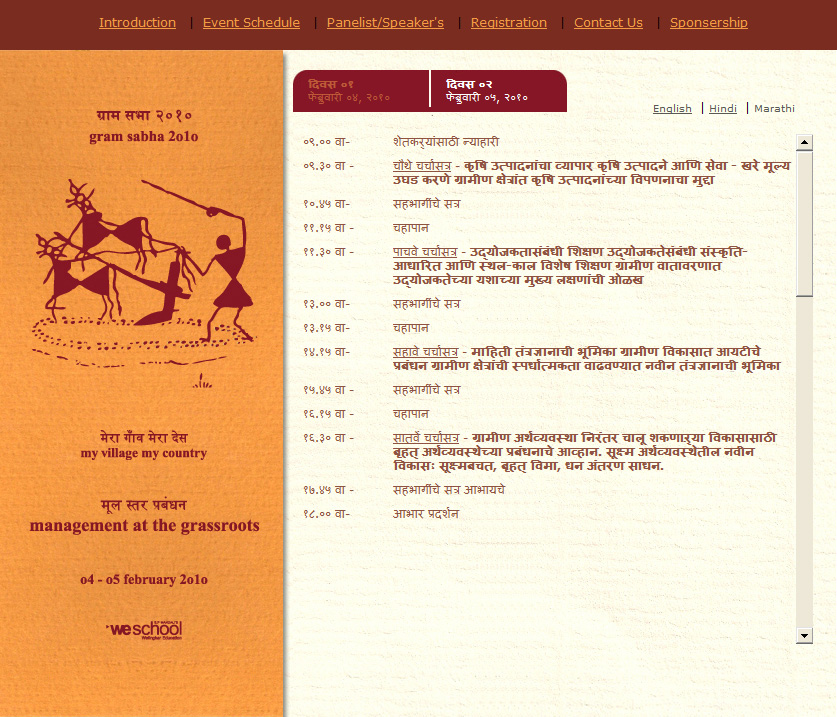 Introduction | Event Schedule | Panelist/Speaker's | Registration | Contact Us | Sponsership
ग्राम सभा २०१०
gram sabha 2o1o
मेरा गाँव मेरा देस
my village my country
मूल स्तर प्रबंधन
management at the grassroots
o4 - o5 february 2o1o
weschool
दिवस ०१
फेब्रुवारी ०४, २०१०
दिवस ०२
फेब्रुवारी ०५, २०१०
English | Hindi | Marathi
०९.०० वा- शेतकऱ्यांसाठी न्याहारी
०९.३० वा - चौथे चर्चासत्र - कृषि उत्पादनांचा व्यापार कृषि उत्पादने आणि सेवा - खरे मूल्य
उघड करणे ग्रामीण क्षेत्रांत कृषि उत्पादनांच्या विपणनाचा मुद्दा
१०.४५ वा- सहभागींचे सत्र
११.१५ वा - चहापान
११.३० वा - पाचवे चर्चासत्र - उद्योजकतासंबंधी शिक्षण उद्योजकतेसंबंधी संस्कृति-
आधारित आणि स्थल-काल विशेष शिक्षण ग्रामीण वातावरणात
उद्योजकतेच्या यशाच्या मुख्य लक्षणांची ओळख
१३.०० वा- सहभागींचे सत्र
१३.१५ वा- चहापान
१४.१५ वा- सहावे चर्चासत्र - माहिती तंत्रज्ञानाची भूमिका ग्रामीण विकासात आयटीचे
प्रबंधन ग्रामीण क्षेत्रांची स्पर्धात्मकता वाढवण्यात नवीन तंत्रज्ञानाची भूमिका
१५.४५ वा - सहभागींचे सत्र
१६.१५ वा - चहापान
१६.३० वा - सातवें चर्चासत्र - ग्रामीण अर्थव्यवस्था निरंतर चालू शकणाऱ्या विकासासाठी
बृहत् अर्थव्यवस्थेच्या प्रबंधनाचे आव्हान. सूक्ष्म अर्थव्यवस्थेतील नवीन
विकासः सूक्ष्मबचत, बृहत् विमा, धन अंतरण साधन.
१७.४५ वा - सहभागींचे सत्र आभायचे
१८.०० वा- आभार प्रदर्शन